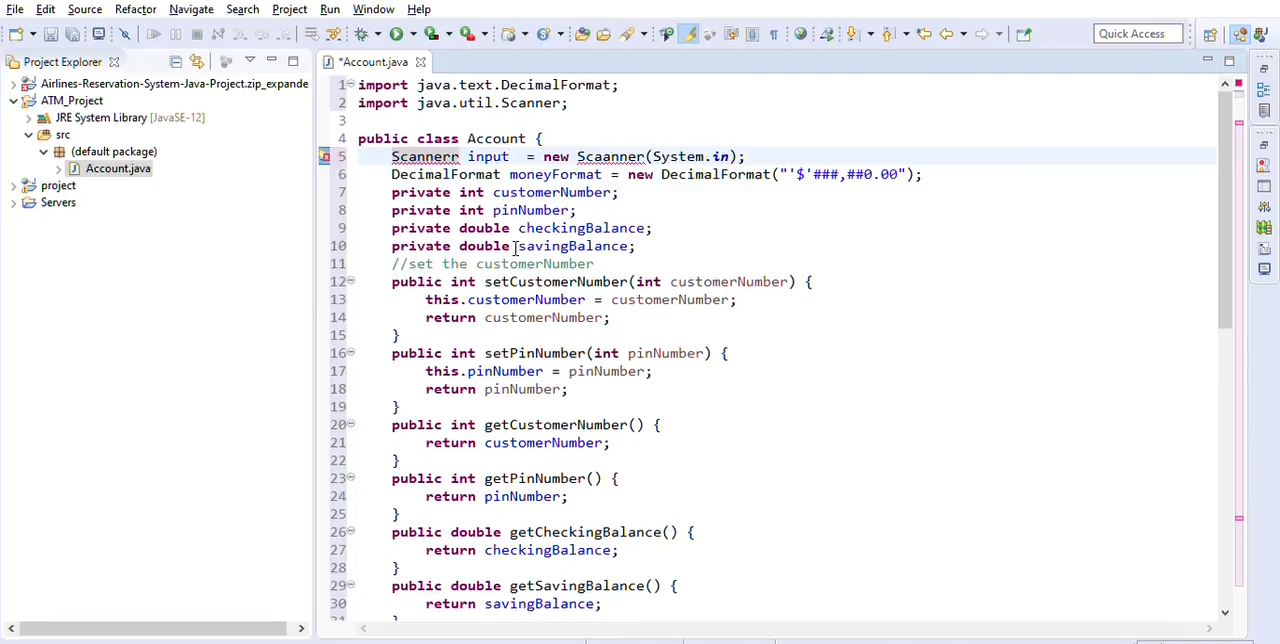 File Edit Source Refactor Navigate Search Project Run Window Help
Quick Access
Project Explorer
*Account.java
Airlines-Reservation-System-Java-Project.zip_expande
ATM_Project
JRE System Library [JavaSE-12]
src
(default package)
Account.java
project
Servers
1 import java.text.DecimalFormat;
2 import java.util.Scanner;
3
4 public class Account {
5 Scannerr input  = new Scaanner(System.in);
6 DecimalFormat moneyFormat = new DecimalFormat("'$'###,##0.00");
7 private int customerNumber;
8 private int pinNumber;
9 private double checkingBalance;
10 private double savingBalance;
11 //set the customerNumber
12 public int setCustomerNumber(int customerNumber) {
13 this.customerNumber = customerNumber;
14 return customerNumber;
15 }
16 public int setPinNumber(int pinNumber) {
17 this.pinNumber = pinNumber;
18 return pinNumber;
19 }
20 public int getCustomerNumber() {
21 return customerNumber;
22 }
23 public int getPinNumber() {
24 return pinNumber;
25 }
26 public double getCheckingBalance() {
27 return checkingBalance;
28 }
29 public double getSavingBalance() {
30 return savingBalance;
31 }